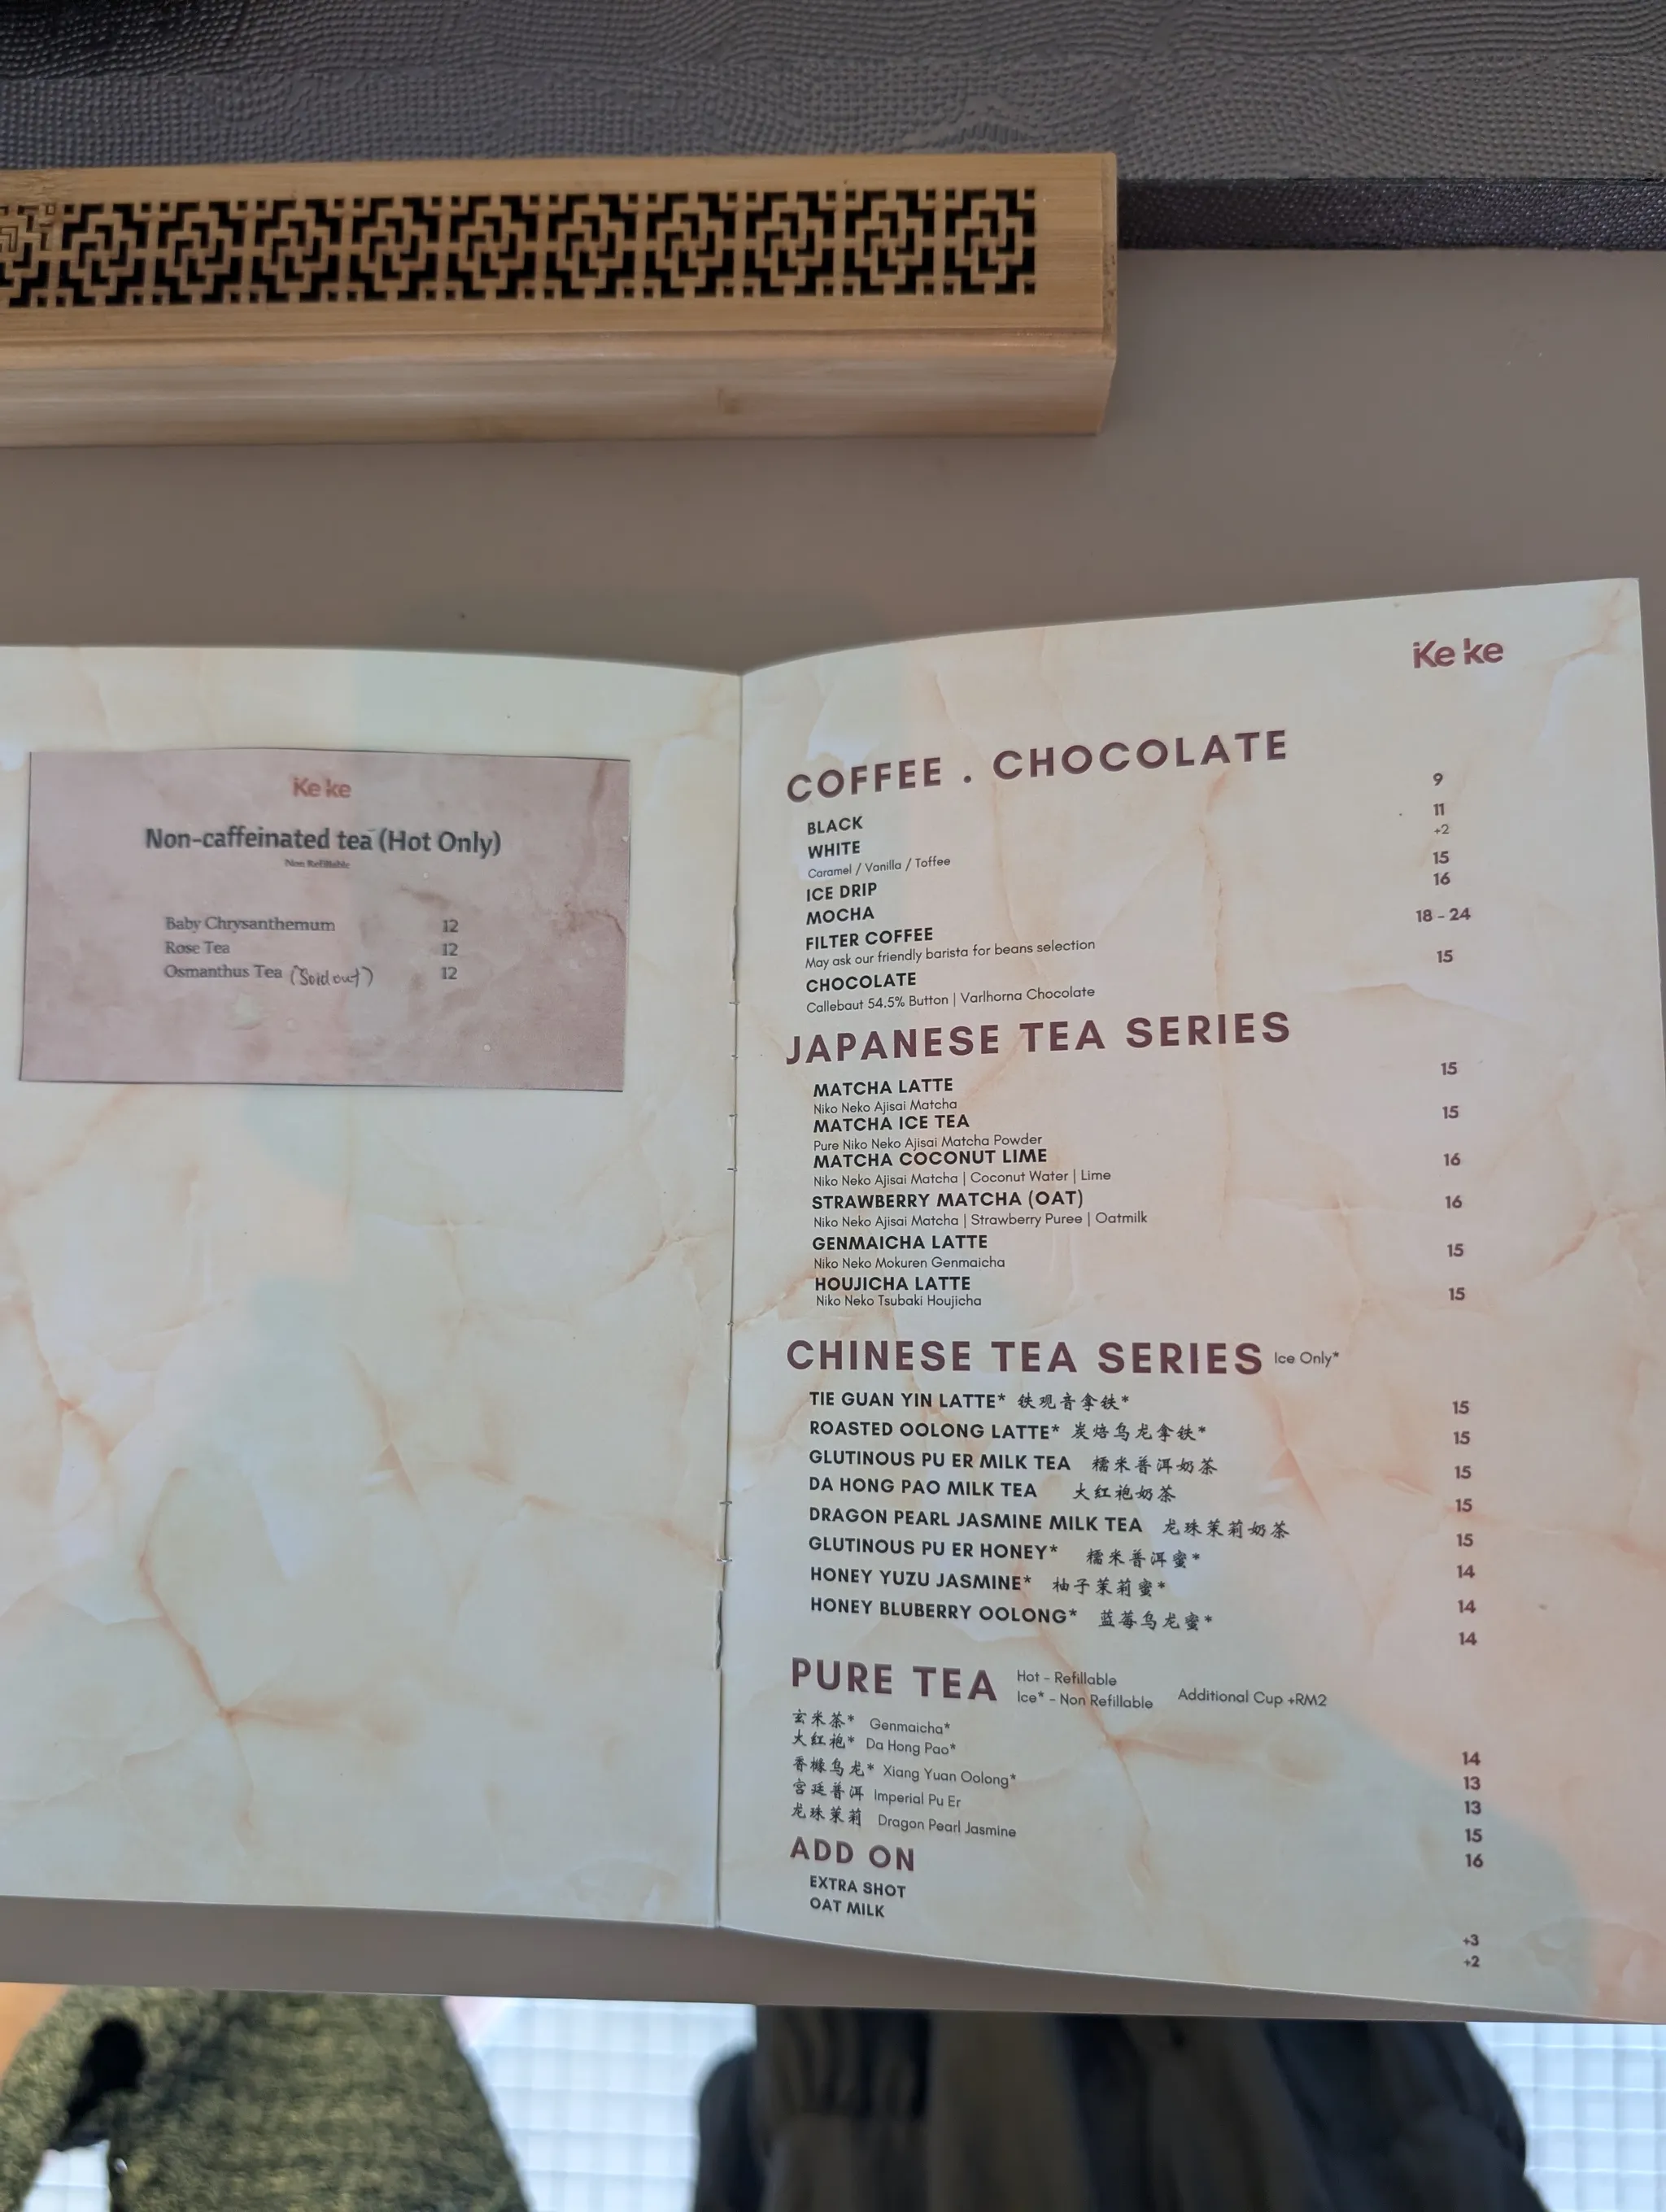 Ke ke
Non-caffeinated tea (Hot Only)
Non Refillable
Baby Chrysanthemum 12
Rose Tea 12
Osmanthus Tea (Sold out) 12
Ke ke
COFFEE . CHOCOLATE
BLACK 9
WHITE 11
Caramel / Vanilla / Toffee +2
ICE DRIP 15
MOCHA 16
FILTER COFFEE 18 - 24
May ask our friendly barista for beans selection
CHOCOLATE 15
Callebaut 54.5% Button | Varlhorna Chocolate
JAPANESE TEA SERIES
MATCHA LATTE 15
Niko Neko Ajisai Matcha
MATCHA ICE TEA 15
Pure Niko Neko Ajisai Matcha Powder
MATCHA COCONUT LIME 16
Niko Neko Ajisai Matcha | Coconut Water | Lime
STRAWBERRY MATCHA (OAT) 16
Niko Neko Ajisai Matcha | Strawberry Puree | Oatmilk
GENMAICHA LATTE 15
Niko Neko Mokuren Genmaicha
HOUJICHA LATTE 15
Niko Neko Tsubaki Houjicha
CHINESE TEA SERIES Ice Only*
TIE GUAN YIN LATTE* 铁观音拿铁* 15
ROASTED OOLONG LATTE* 炭焙乌龙拿铁* 15
GLUTINOUS PU ER MILK TEA 糯米普洱奶茶 15
DA HONG PAO MILK TEA 大红袍奶茶 15
DRAGON PEARL JASMINE MILK TEA 龙珠茉莉奶茶 15
GLUTINOUS PU ER HONEY* 糯米普洱蜜* 14
HONEY YUZU JASMINE* 柚子茉莉蜜* 14
HONEY BLUBERRY OOLONG* 蓝莓乌龙蜜* 14
PURE TEA Hot - Refillable
Ice* - Non Refillable Additional Cup +RM2
玄米茶* Genmaicha* 14
大红袍* Da Hong Pao* 13
香橼乌龙* Xiang Yuan Oolong* 13
宫廷普洱 Imperial Pu Er 15
龙珠茉莉 Dragon Pearl Jasmine 16
ADD ON
EXTRA SHOT +3
OAT MILK +2